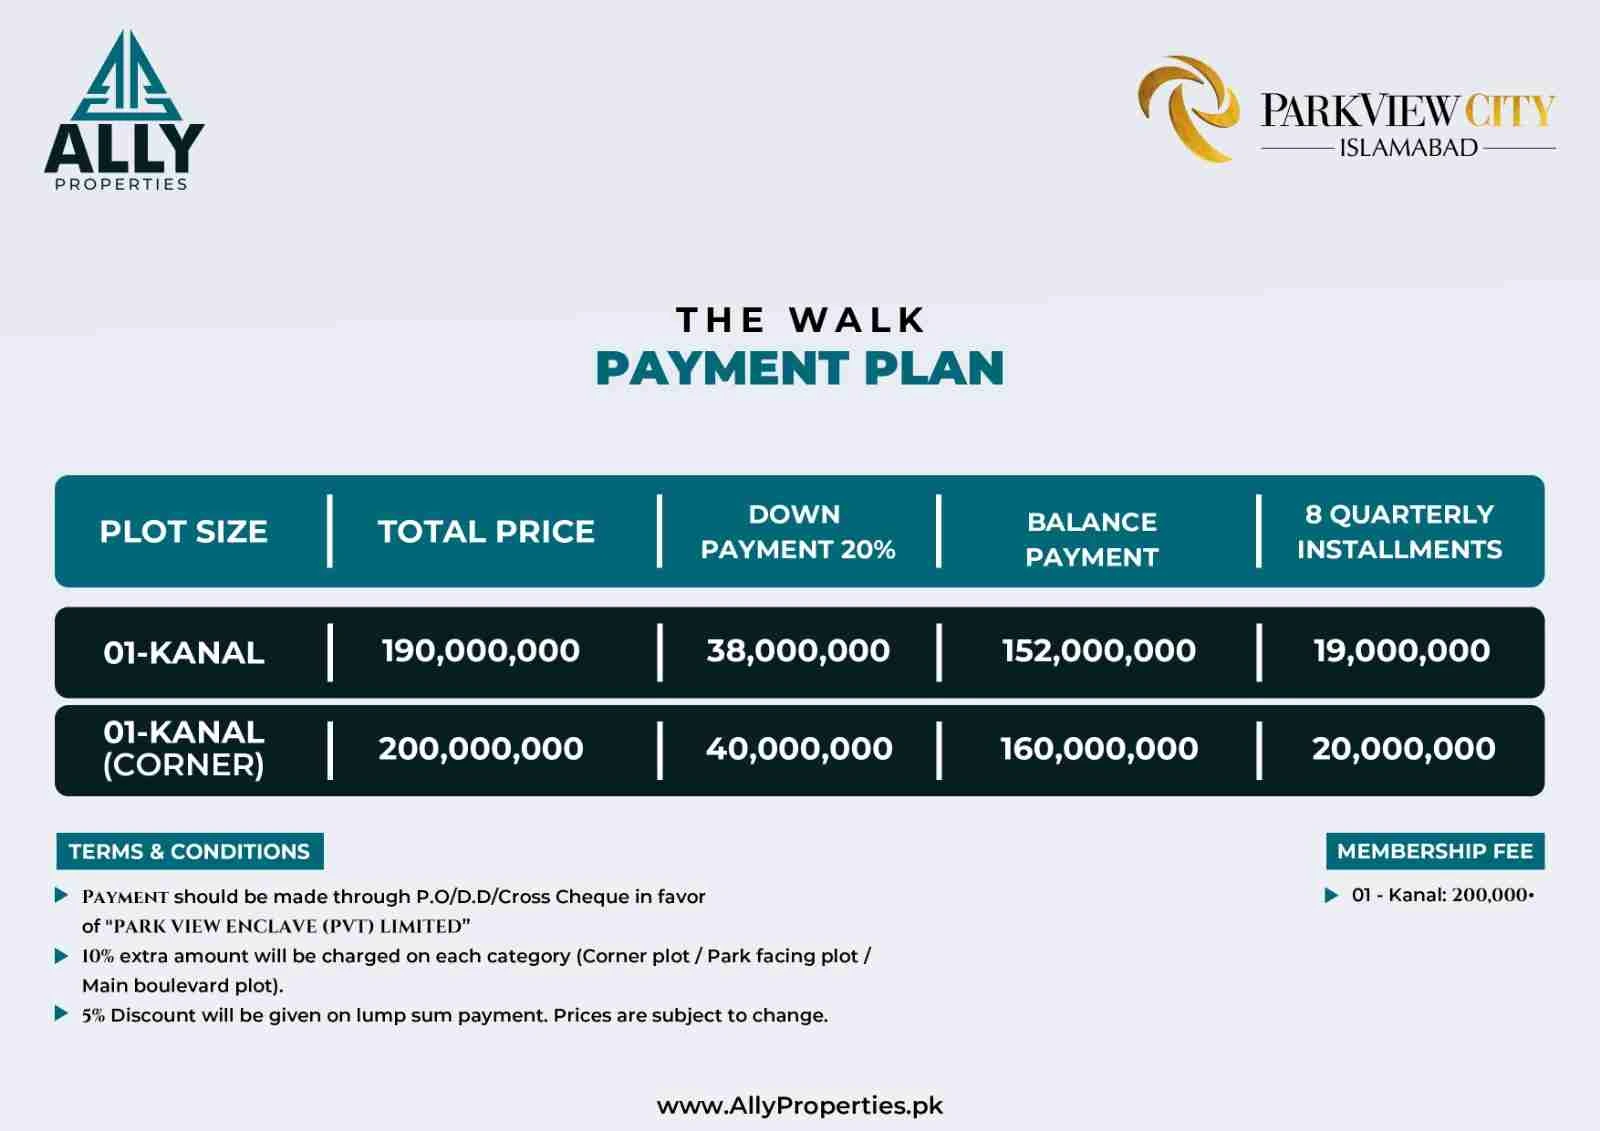 ALLY
PROPERTIES
PARKVIEW CITY
ISLAMABAD
THE WALK
PAYMENT PLAN
PLOT SIZE
TOTAL PRICE
DOWN
PAYMENT 20%
BALANCE
PAYMENT
8 QUARTERLY
INSTALLMENTS
01-KANAL
190,000,000
38,000,000
152,000,000
19,000,000
01-KANAL
(CORNER)
200,000,000
40,000,000
160,000,000
20,000,000
TERMS & CONDITIONS
PAYMENT should be made through P.O/D.D/Cross Cheque in favor
of “PARK VIEW ENCLAVE (PVT) LIMITED”
10% extra amount will be charged on each category (Corner plot / Park facing plot /
Main boulevard plot).
5% Discount will be given on lump sum payment. Prices are subject to change.
MEMBERSHIP FEE
01 - Kanal: 200,000•
www.AllyProperties.pk